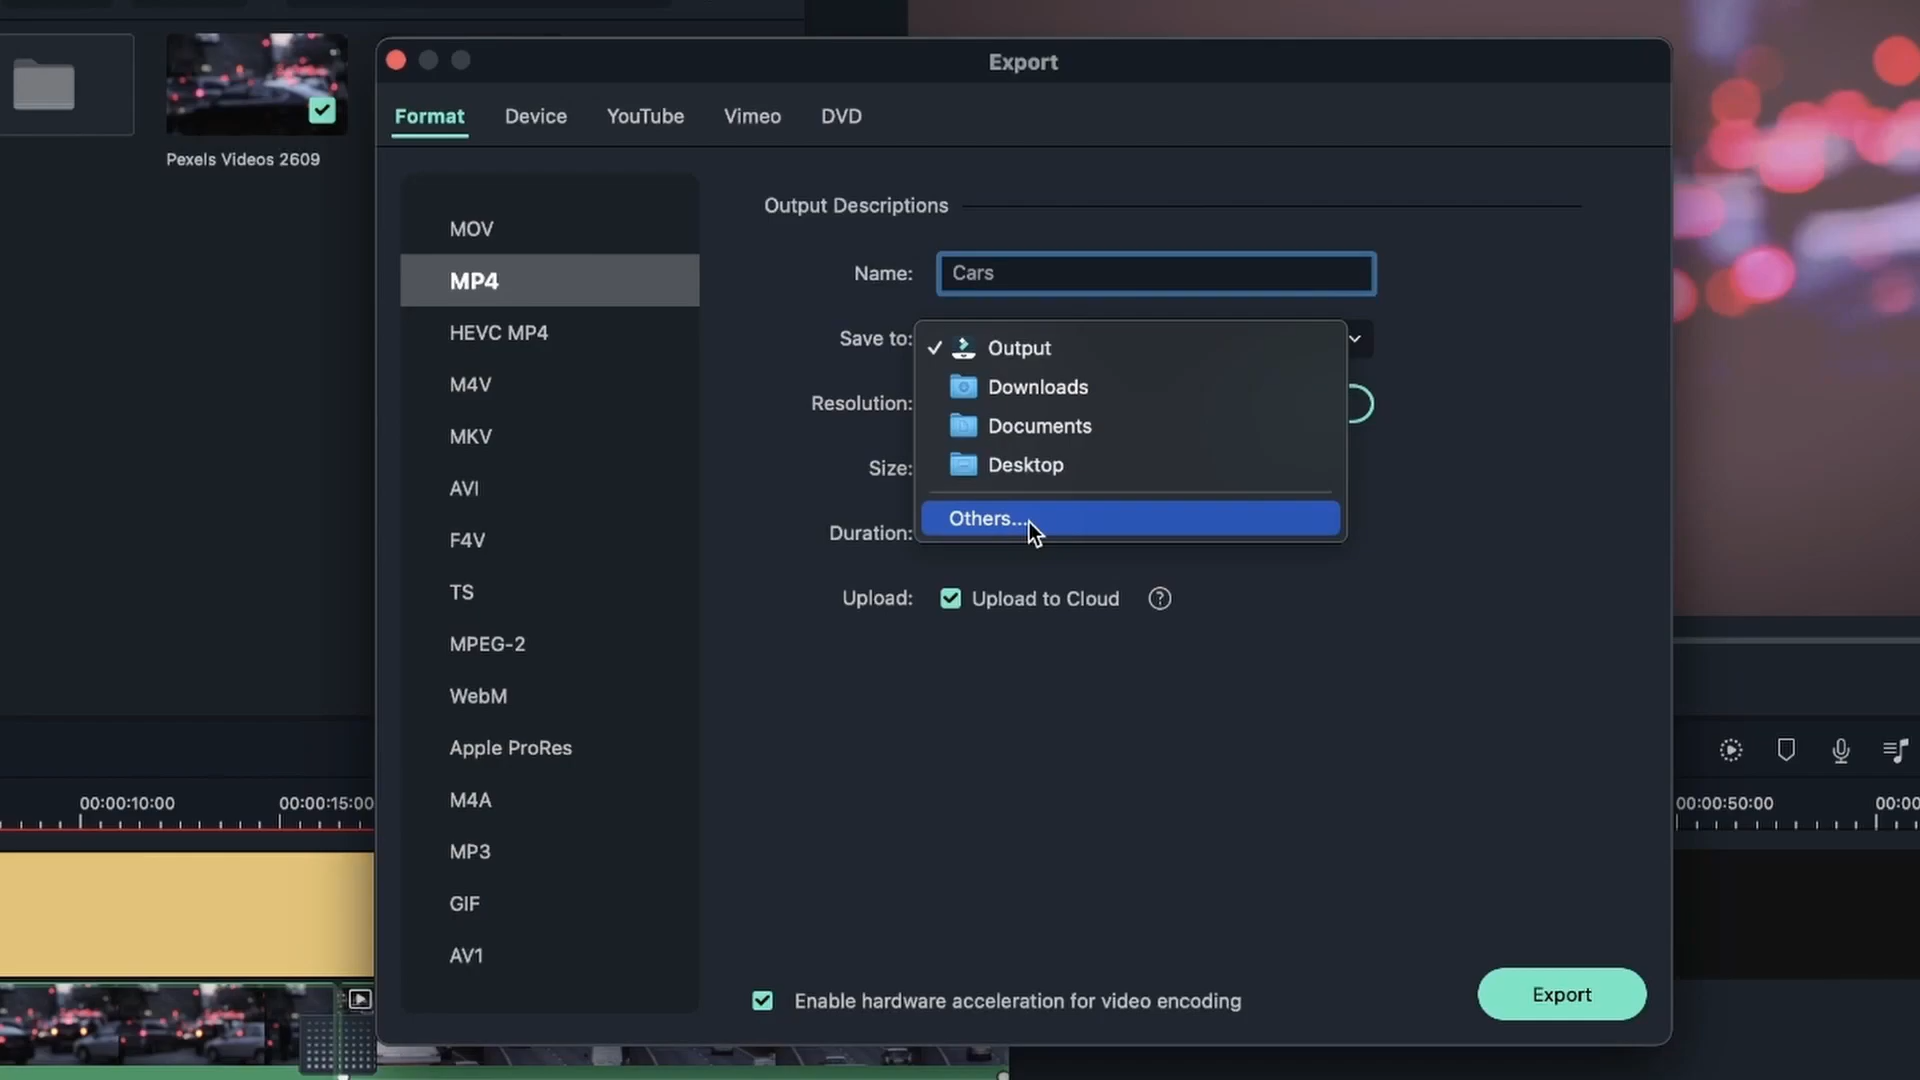 Export
Format Device YouTube Vimeo DVD
Pexels Videos 2609
MOV
MP4
HEVC MP4
M4V
MKV
AVI
F4V
TS
MPEG-2
WebM
Apple ProRes
M4A
MP3
GIF
AV1
Output Descriptions
Name: Cars
Save to:
Output
Downloads
Documents
Desktop
Others...
Resolution:
Size:
Duration:
Upload: Upload to Cloud ?
Enable hardware acceleration for video encoding
Export
00:00:10:00 00:00:15:00 00:00:50:00